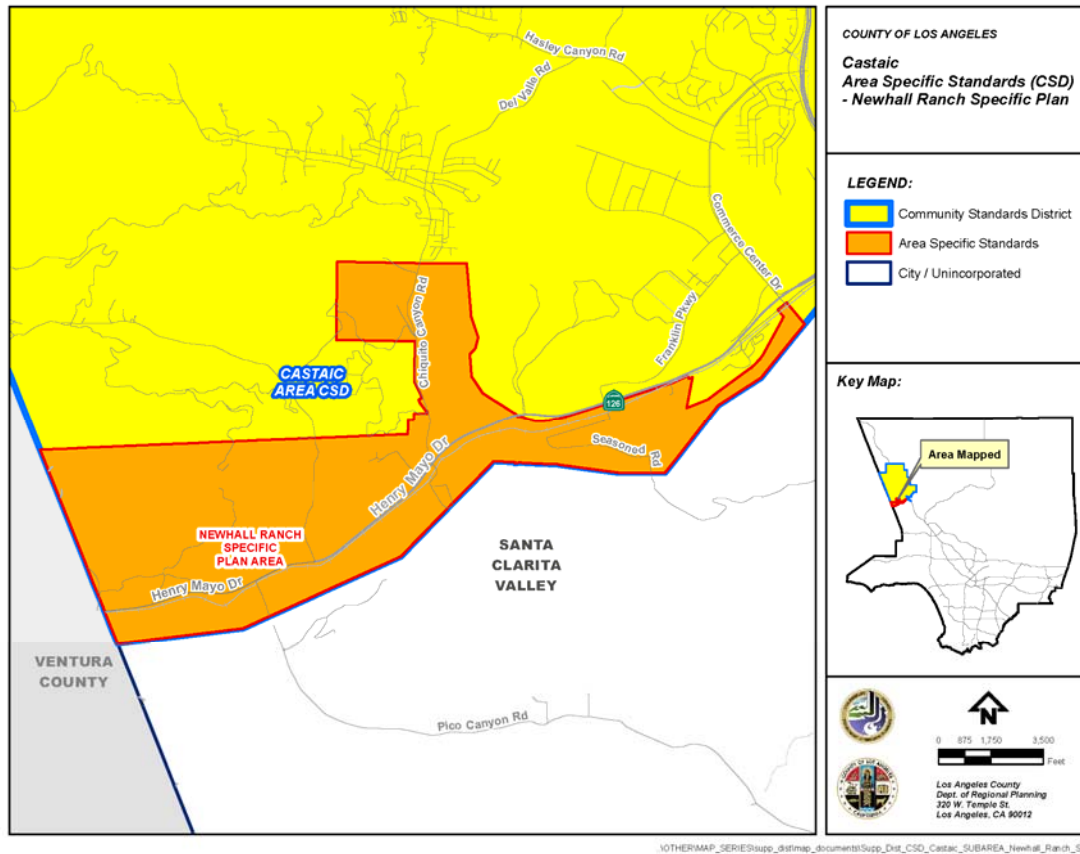 Hasley Canyon Rd
Del Valle Rd
Commerce Center Dr
Chiquito Canyon Rd
Franklin Pkwy
CASTAIC
AREA CSD
126
Seasoned Rd
Henry Mayo Dr
NEWHALL RANCH
SPECIFIC
PLAN AREA
Henry Mayo Dr
SANTA
CLARITA
VALLEY
VENTURA
COUNTY
Pico Canyon Rd
COUNTY OF LOS ANGELES
Castaic
Area Specific Standards (CSD)
- Newhall Ranch Specific Plan
LEGEND:
Community Standards District
Area Specific Standards
City / Unincorporated
Key Map:
Area Mapped
N
0 875 1,750 3,500
Feet
Los Angeles County
Dept. of Regional Planning
320 W. Temple St.
Los Angeles, CA 90012